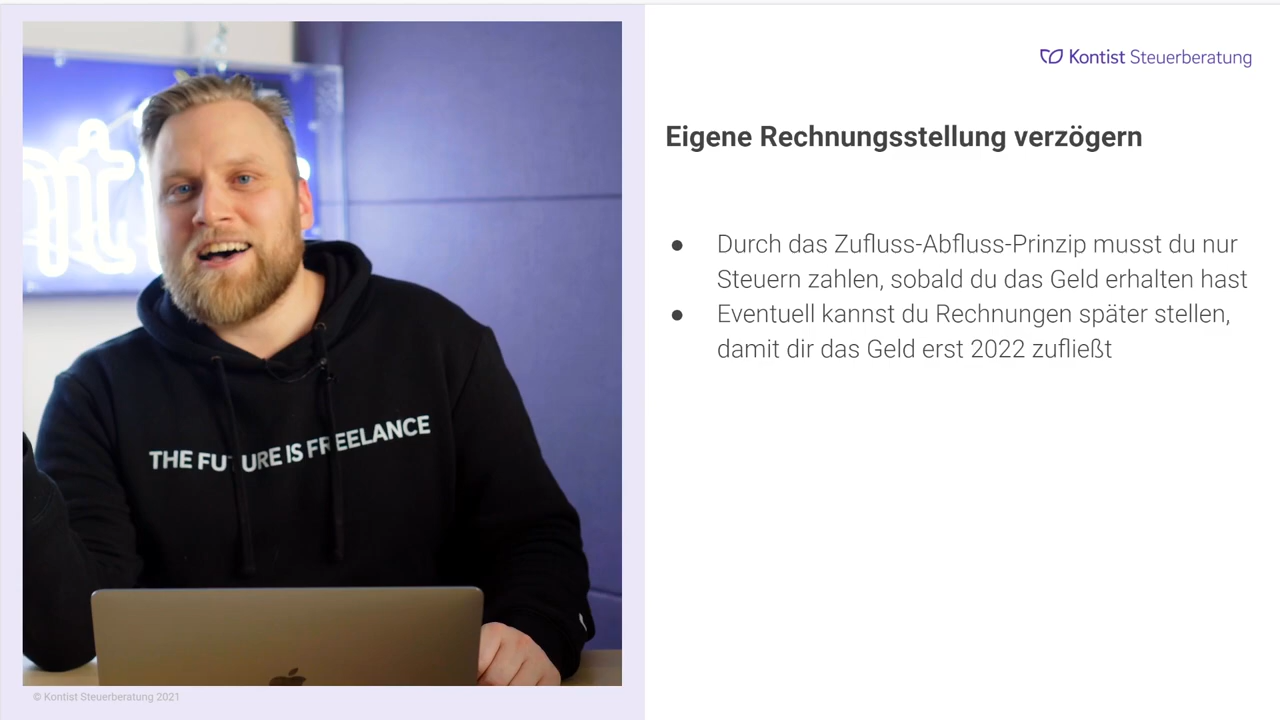 Kontist Steuerberatung
Eigene Rechnungsstellung verzögern
● Durch das Zufluss-Abfluss-Prinzip musst du nur
Steuern zahlen, sobald du das Geld erhalten hast
● Eventuell kannst du Rechnungen später stellen,
damit dir das Geld erst 2022 zufließt
THE FUTURE IS FREELANCE
© Kontist Steuerberatung 2021